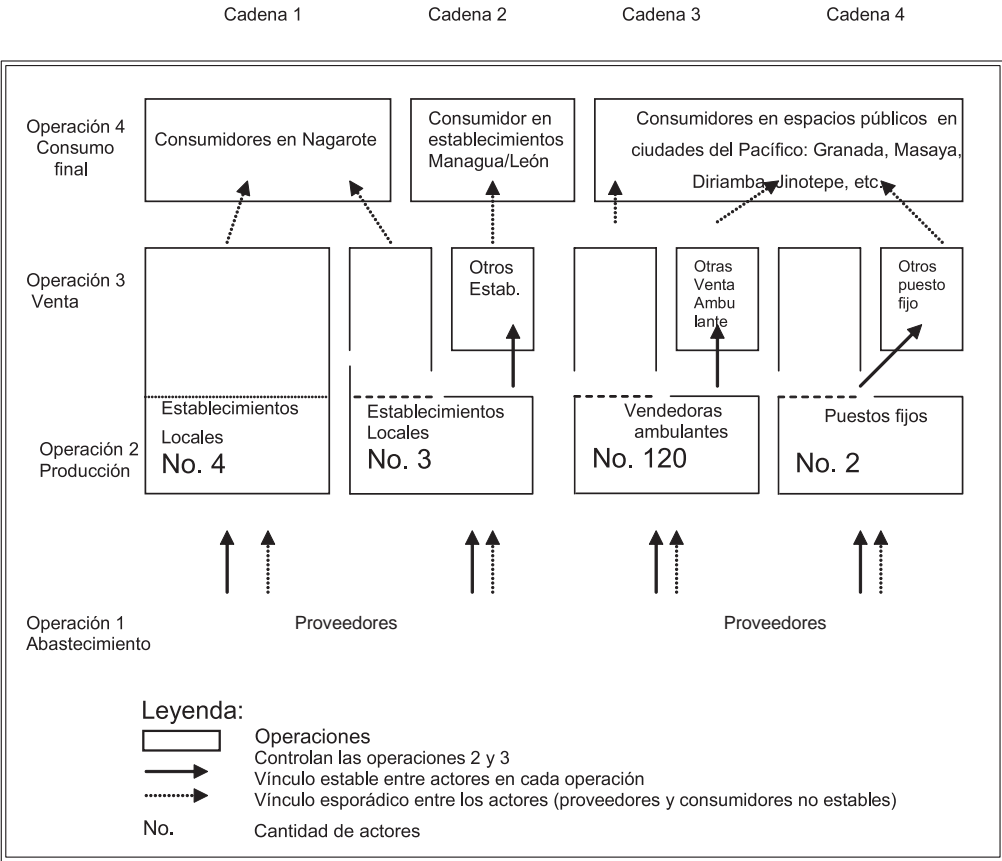 Cadena 1
Cadena 2
Cadena 3
Cadena 4
Operación 4
Consumo
final
Consumidores en Nagarote
Consumidor en
establecimientos
Managua/León
Consumidores en espacios públicos en
ciudades del Pacífico: Granada, Masaya,
Diriamba, Jinotepe, etc.
Operación 3
Venta
Otros
Estab.
Otras
Venta
Ambu
lante
Otros
puesto
fijo
Operación 2
Producción
Establecimientos
Locales
No. 4
Establecimientos
Locales
No. 3
Vendedoras
ambulantes
No. 120
Puestos fijos
No. 2
Operación 1
Abastecimiento
Proveedores
Proveedores
Leyenda:
Operaciones
Controlan las operaciones 2 y 3
Vínculo estable entre actores en cada operación
Vínculo esporádico entre los actores (proveedores y consumidores no estables)
No. Cantidad de actores